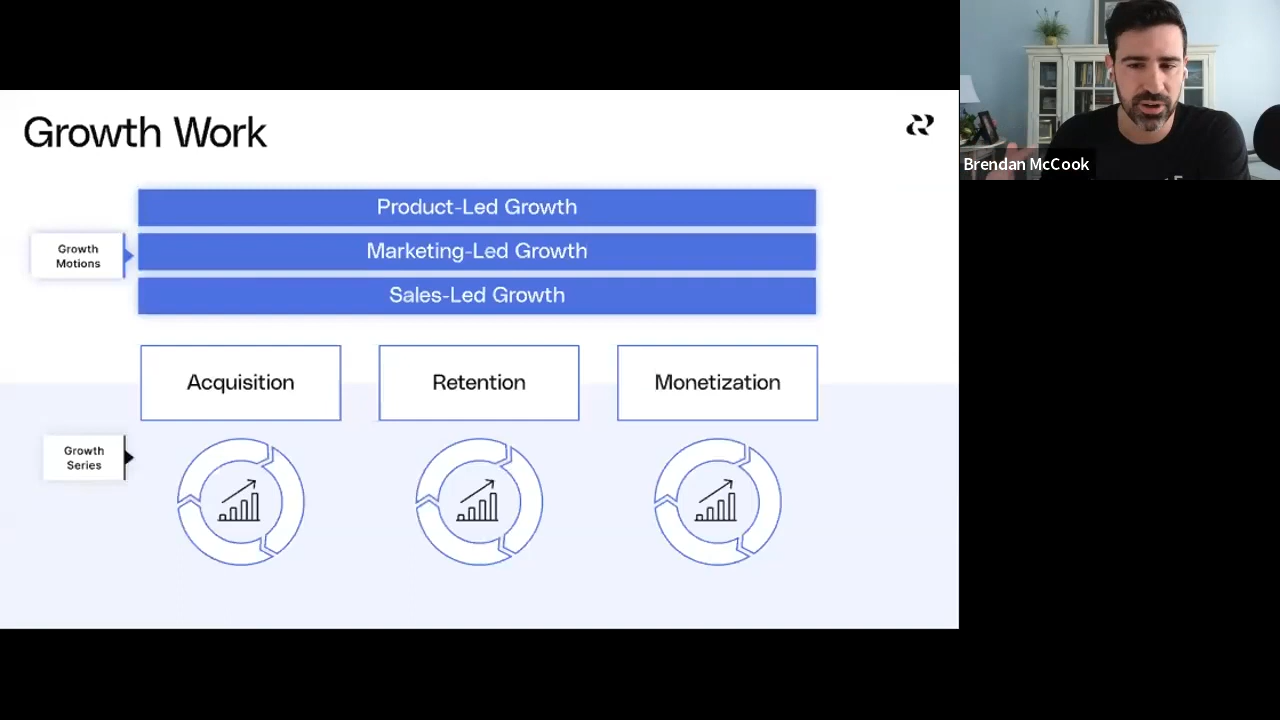 Growth Work
Product-Led Growth
Growth
Motions
Marketing-Led Growth
Sales-Led Growth
Acquisition
Retention
Monetization
Growth
Series
Brendan McCook